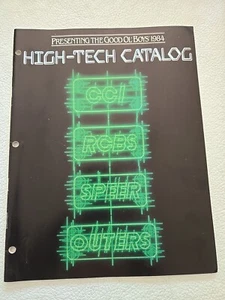 PRESENTING THE GOOD OL' BOYS' 1984
HIGH-TECH CATALOG
CCI
RCBS
SPEER
OUTERS